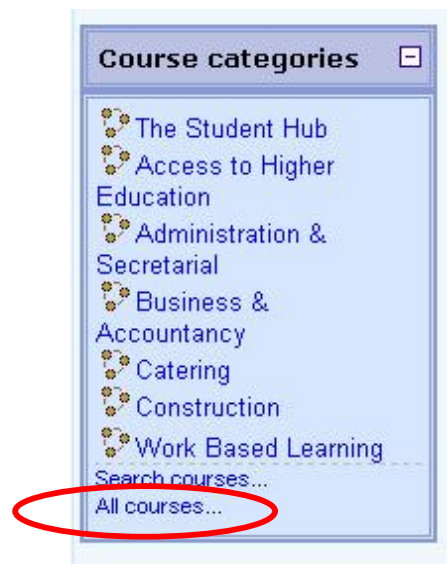 Course categories
The Student Hub
Access to Higher
Education
Administration &
Secretarial
Business &
Accountancy
Catering
Construction
Work Based Learning
Search courses...
All courses...